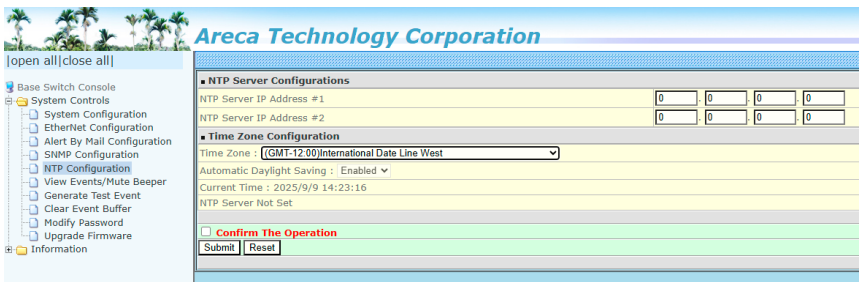 Areca Technology Corporation
|open all|close all|
Base Switch Console
System Controls
System Configuration
EtherNet Configuration
Alert By Mail Configuration
SNMP Configuration
NTP Configuration
View Events/Mute Beeper
Generate Test Event
Clear Event Buffer
Modify Password
Upgrade Firmware
Information
NTP Server Configurations
NTP Server IP Address #1 0 . 0 . 0 . 0
NTP Server IP Address #2 0 . 0 . 0 . 0
Time Zone Configuration
Time Zone : (GMT-12:00)International Date Line West
Automatic Daylight Saving : Enabled
Current Time : 2025/9/9 14:23:16
NTP Server Not Set
Confirm The Operation
Submit Reset